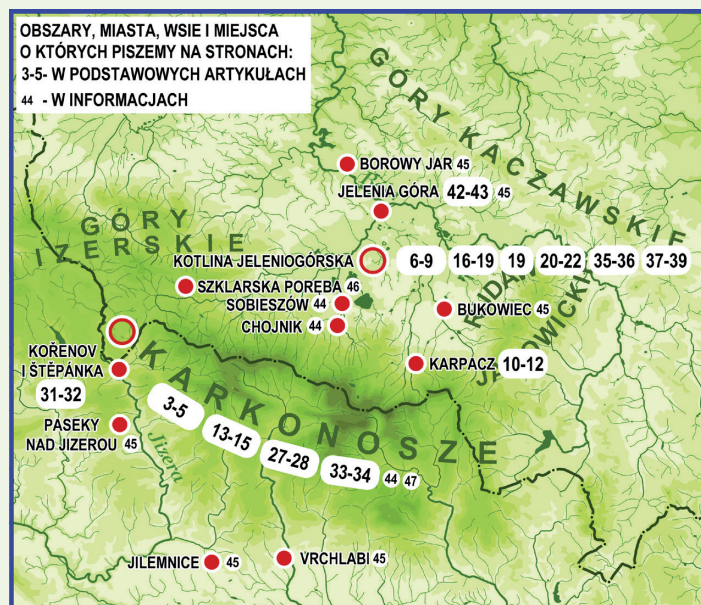 OBSZARY, MIASTA, WSIE I MIEJSCA
O KTÓRYCH PISZEMY NA STRONACH:
3-5- W PODSTAWOWYCH ARTYKUŁACH
44 - W INFORMACJACH
GÓRY KACZAWSKIE
BOROWY JAR 45
JELENIA GÓRA 42-43 45
GÓRY
IZERSKIE
KOTLINA JELENIOGÓRSKA 6-9 16-19 19 20-22 35-36 37-39
RUDAWY
JANOWICKIE
SZKLARSKA PORĘBA 46
SOBIESZÓW 44
BUKOWIEC 45
CHOJNIK 44
KOŘENOV
I ŠTĚPÁNKA
31-32
KARPACZ 10-12
KARKONOSZE
3-5 13-15 27-28 33-34 44 47
PASEKY
NAD JIZEROU 45
Jizera
JILEMNICE 45
VRCHLABI 45